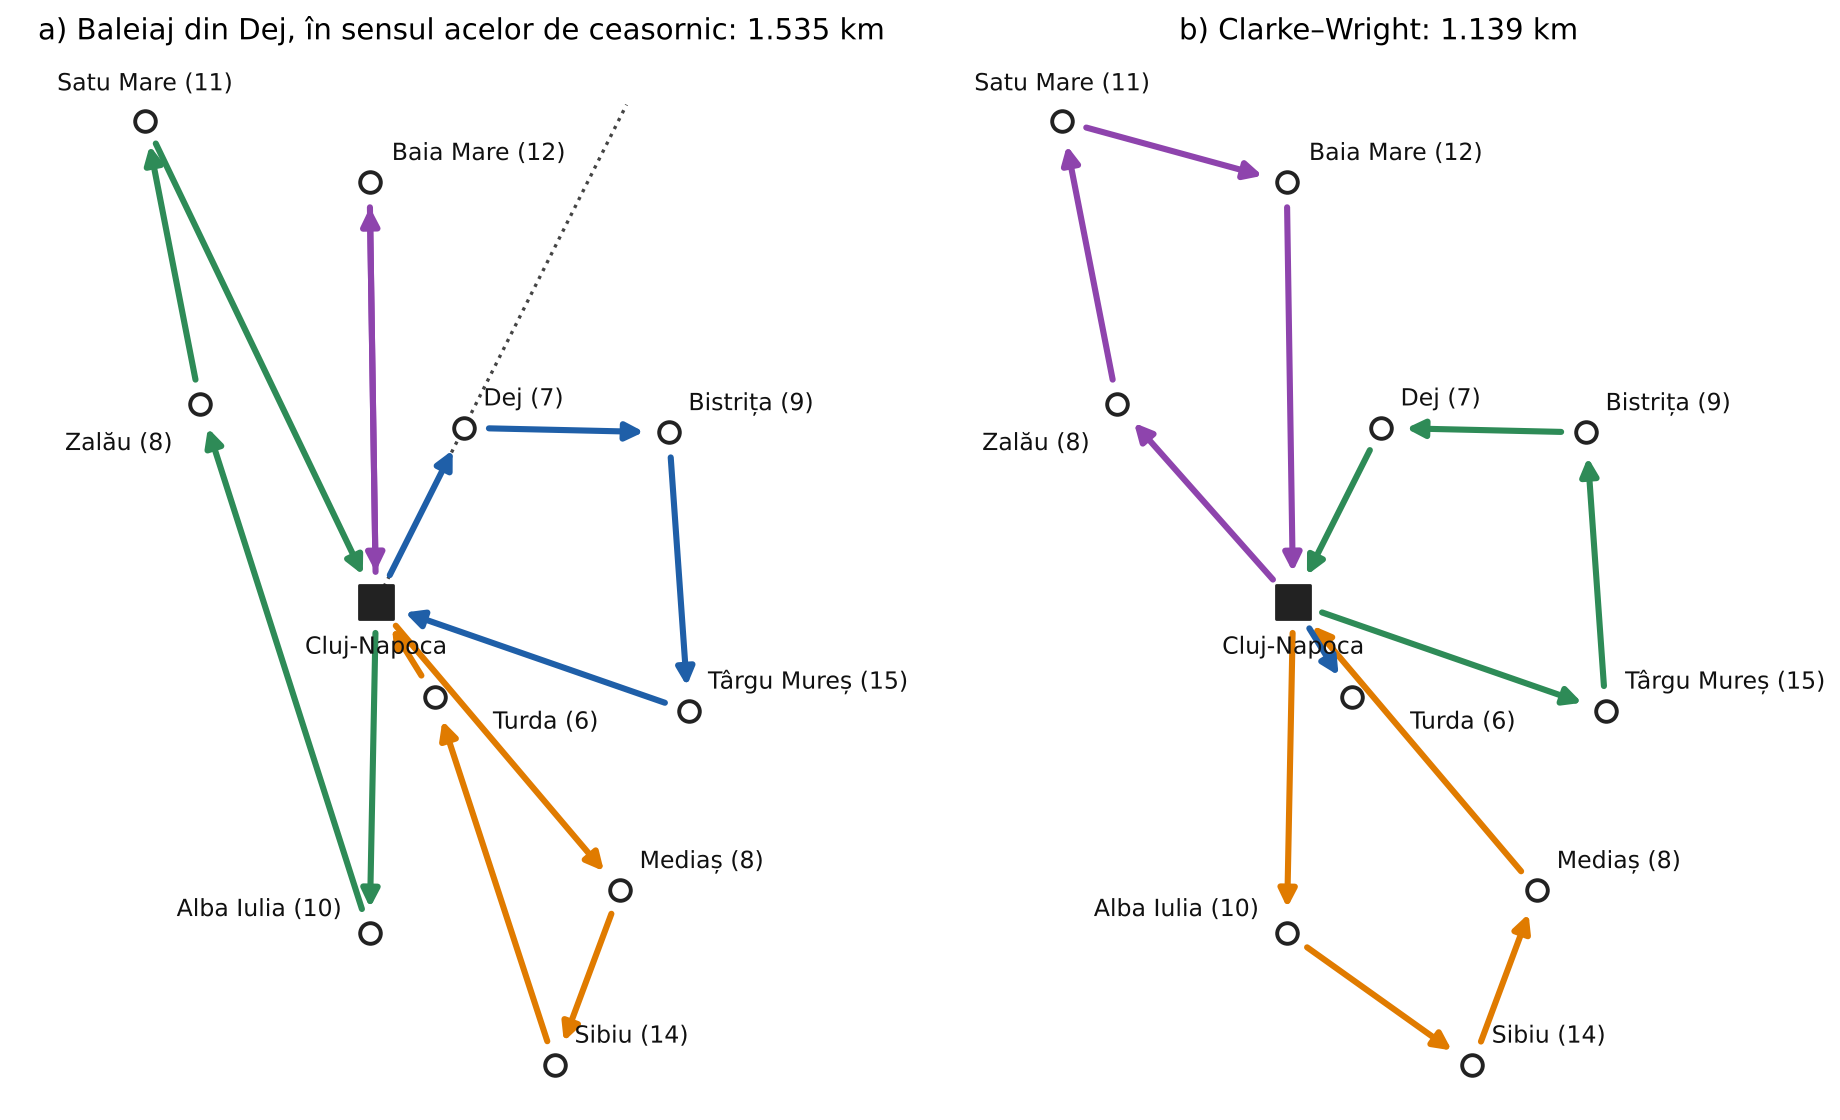 a) Baleiaj din Dej, în sensul acelor de ceasornic: 1.535 km
Satu Mare (11)
Baia Mare (12)
Dej (7)
Bistrița (9)
Zalău (8)
Cluj-Napoca
Târgu Mureș (15)
Turda (6)
Mediaș (8)
Alba Iulia (10)
Sibiu (14)
b) Clarke–Wright: 1.139 km
Satu Mare (11)
Baia Mare (12)
Dej (7)
Bistrița (9)
Zalău (8)
Cluj-Napoca
Târgu Mureș (15)
Turda (6)
Mediaș (8)
Alba Iulia (10)
Sibiu (14)